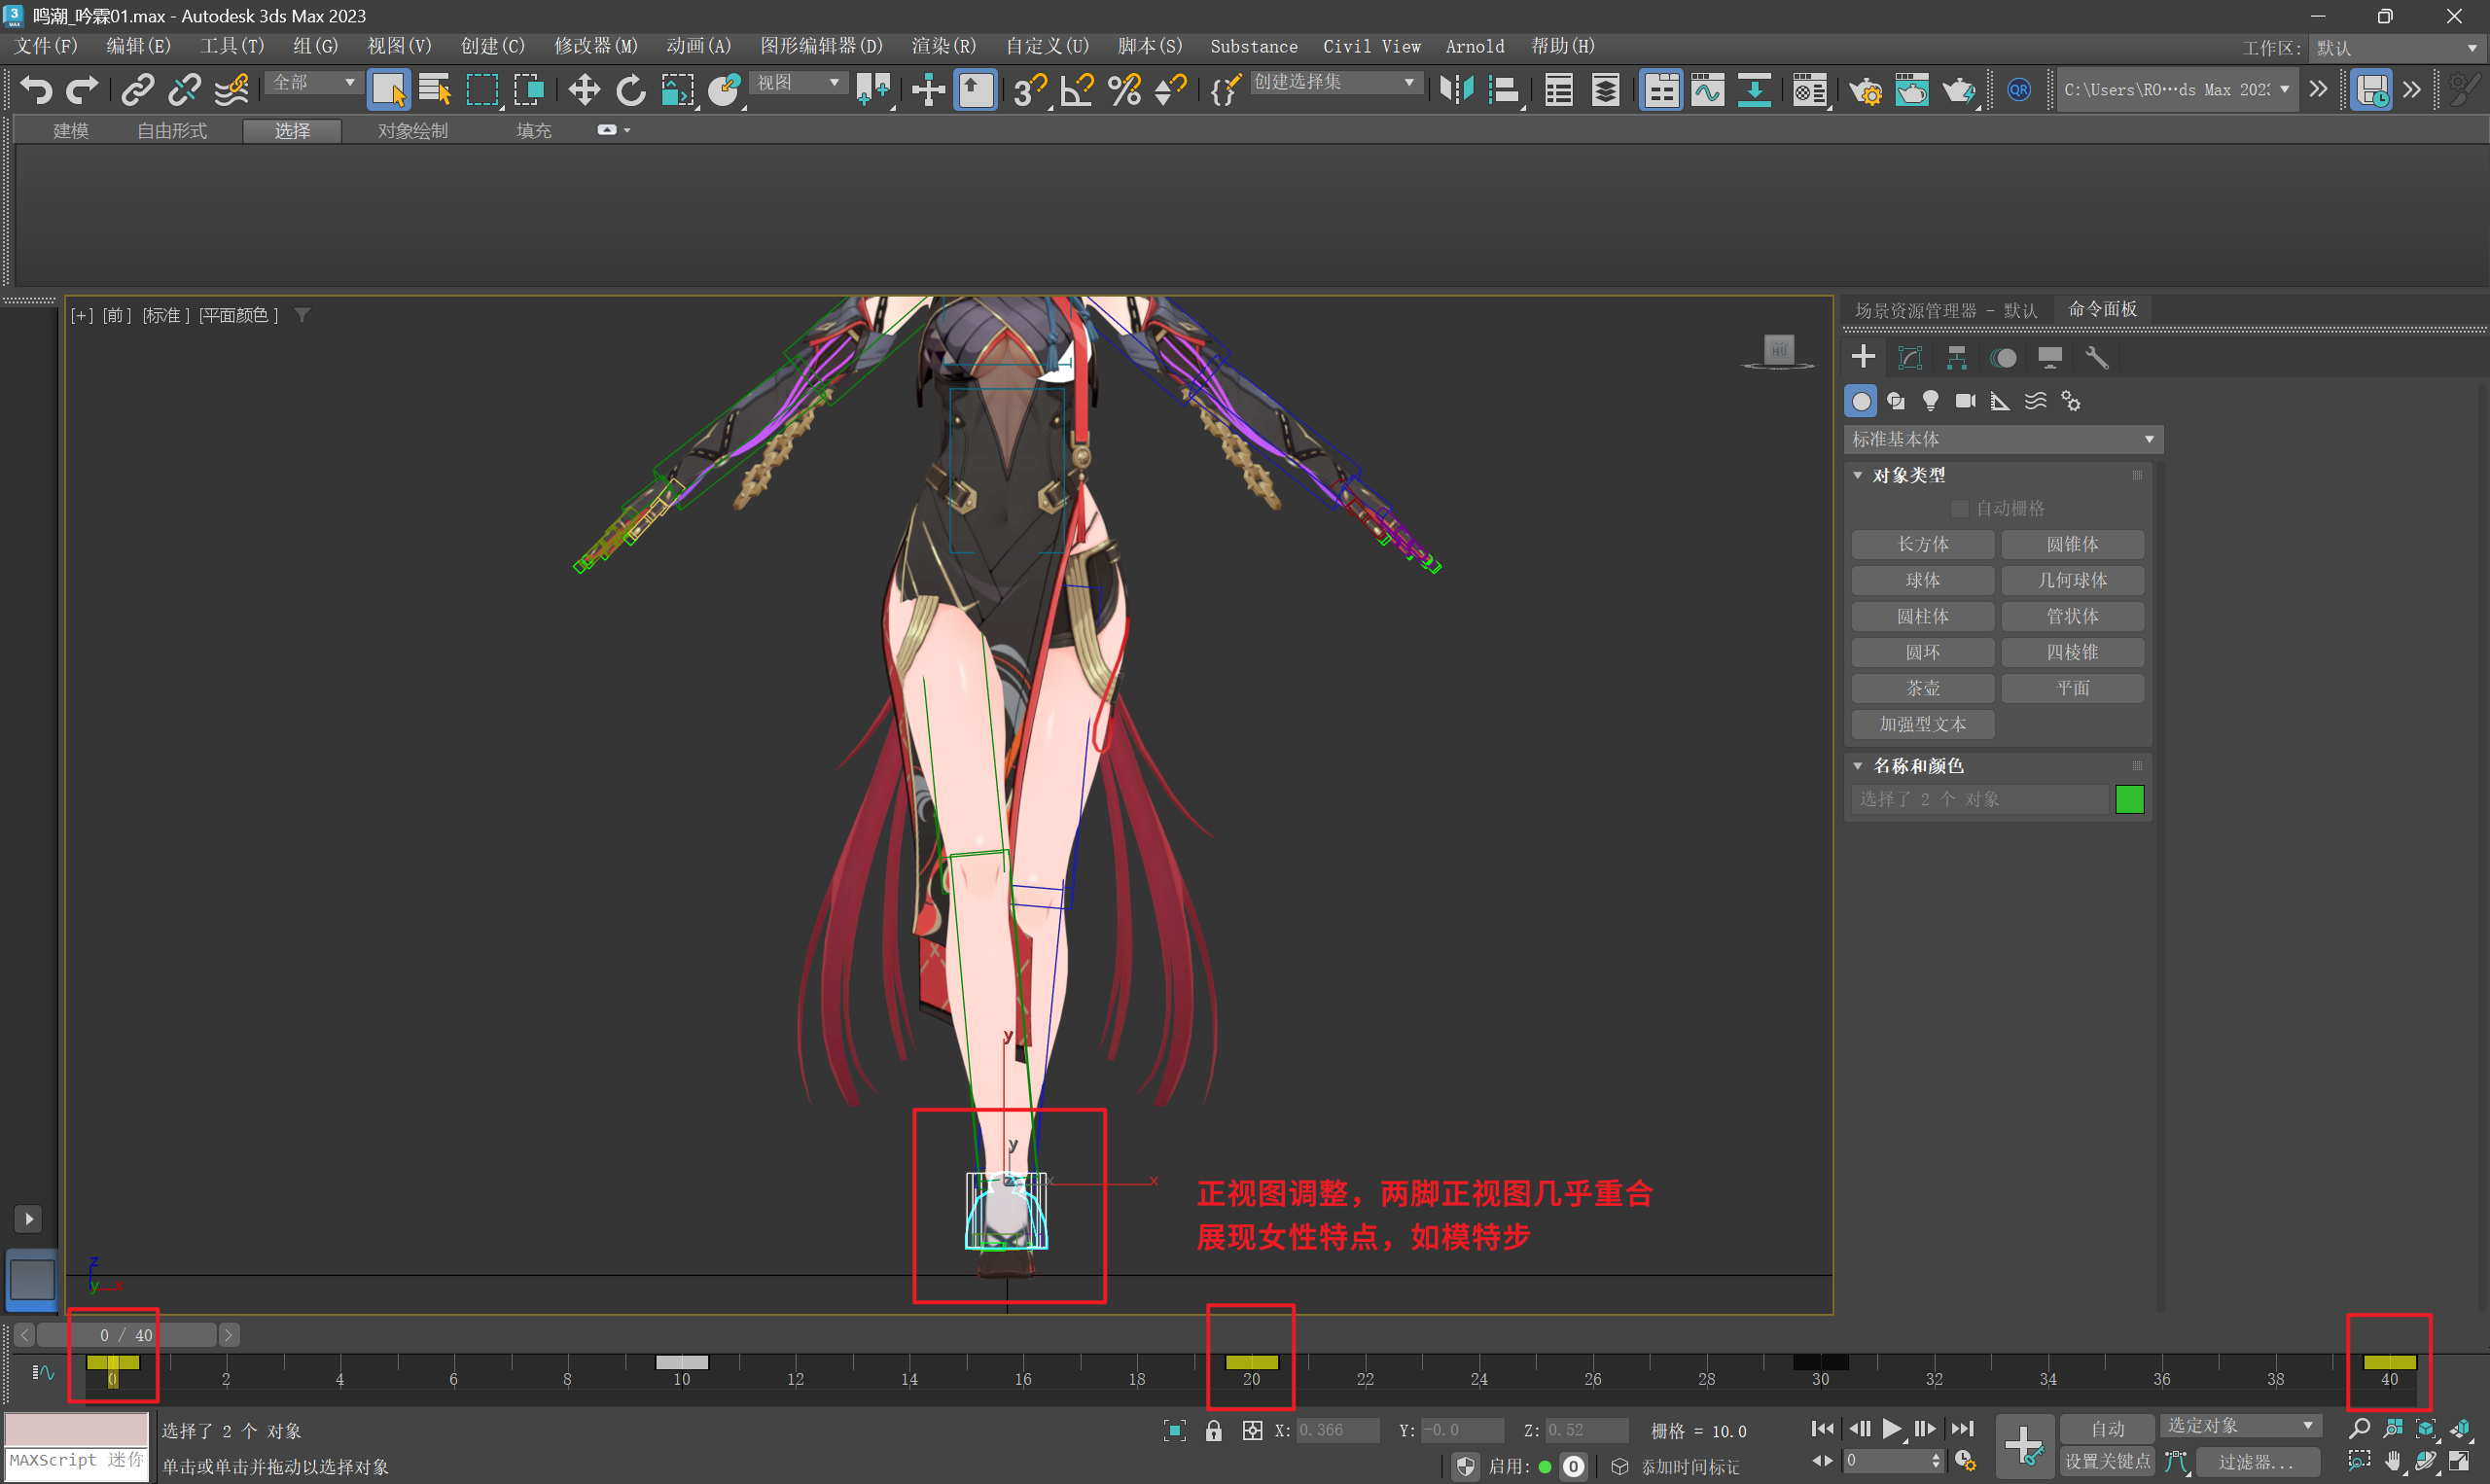 鸣潮_吟霖01.max - Autodesk 3ds Max 2023
文件(F) 编辑(E) 工具(T) 组(G) 视图(V) 创建(C) 修改器(M) 动画(A) 图形编辑器(D) 渲染(R) 自定义(U) 脚本(S) Substance Civil View Arnold 帮助(H)
工作区: 默认
全部 视图 创建选择集 C:\Users\RO···ds Max 202
建模 自由形式 选择 对象绘制 填充
[+] [前] [标准] [平面颜色]
场景资源管理器 - 默认 命令面板
标准基本体
对象类型
自动栅格
长方体 圆锥体
球体 几何球体
圆柱体 管状体
圆环 四棱锥
茶壶 平面
加强型文本
名称和颜色
选择了 2 个 对象
y
y
x x
正视图调整，两脚正视图几乎重合
展现女性特点，如模特步
z
y x
0 / 40
0 2 4 6 8 10 12 14 16 18 20 22 24 26 28 30 32 34 36 38 40
选择了 2 个 对象
X: 0.366 Y: -0.0 Z: 0.52 栅格 = 10.0
自动 选定对象
MAXScript 迷你
单击或单击并拖动以选择对象
启用: 0 添加时间标记
0
设置关键点 过滤器...